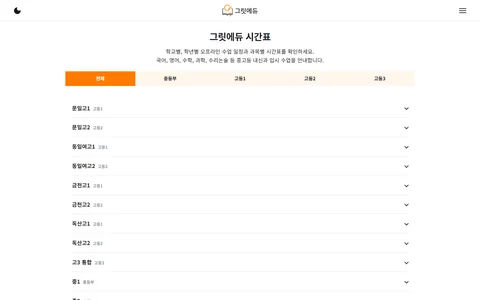 그릿에듀
그릿에듀 시간표
학교별, 학년별 오프라인 수업 일정과 과목별 시간표를 확인하세요.
국어, 영어, 수학, 과학, 수리논술 등 중고등 내신과 입시 수업을 안내합니다.
전체 중등부 고등1 고등2 고등3
문일고1 고등1
문일고2 고등2
동일여고1 고등1
동일여고2 고등2
금천고1 고등1
금천고2 고등2
독산고1 고등1
독산고2 고등2
고3 통합 고등3
중1 중등부